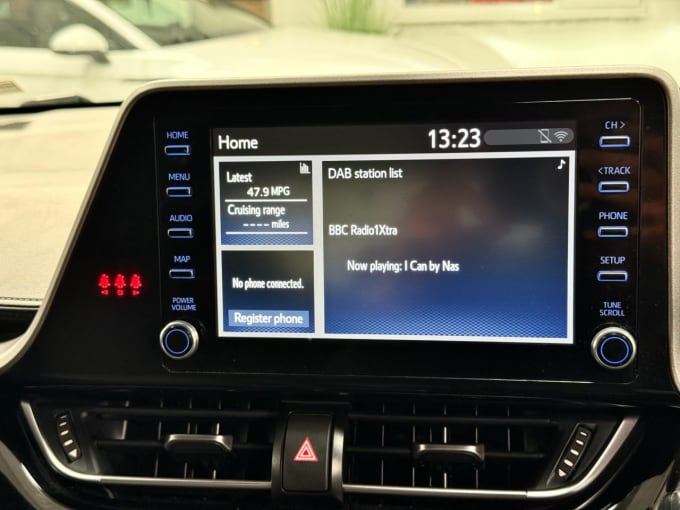 HOME
MENU
AUDIO
MAP
POWER
VOLUME
Home
13:23
Latest
47.9 MPG
Cruising range
---- miles
No phone connected.
Register phone
DAB station list
BBC Radio1Xtra
Now playing: I Can by Nas
CH >
<TRACK
PHONE
SETUP
TUNE
SCROLL